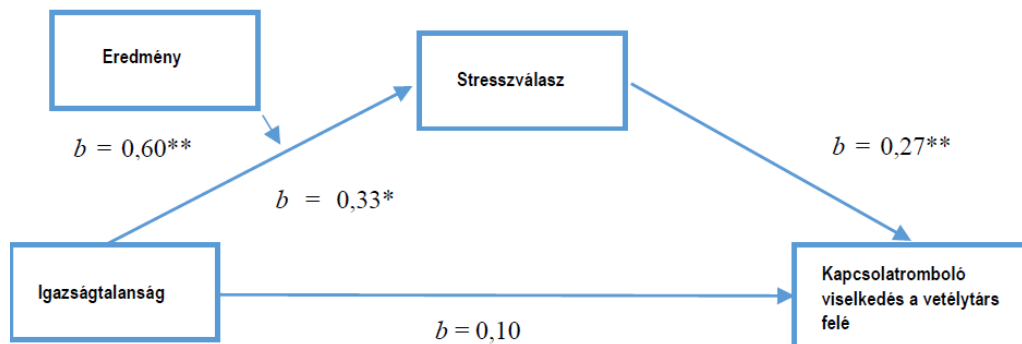 Eredmény
Stresszválasz
b = 0,60**
b = 0,27**
b = 0,33*
Igazságtalanság
Kapcsolatromboló
viselkedés a vetélytárs
felé
b = 0,10